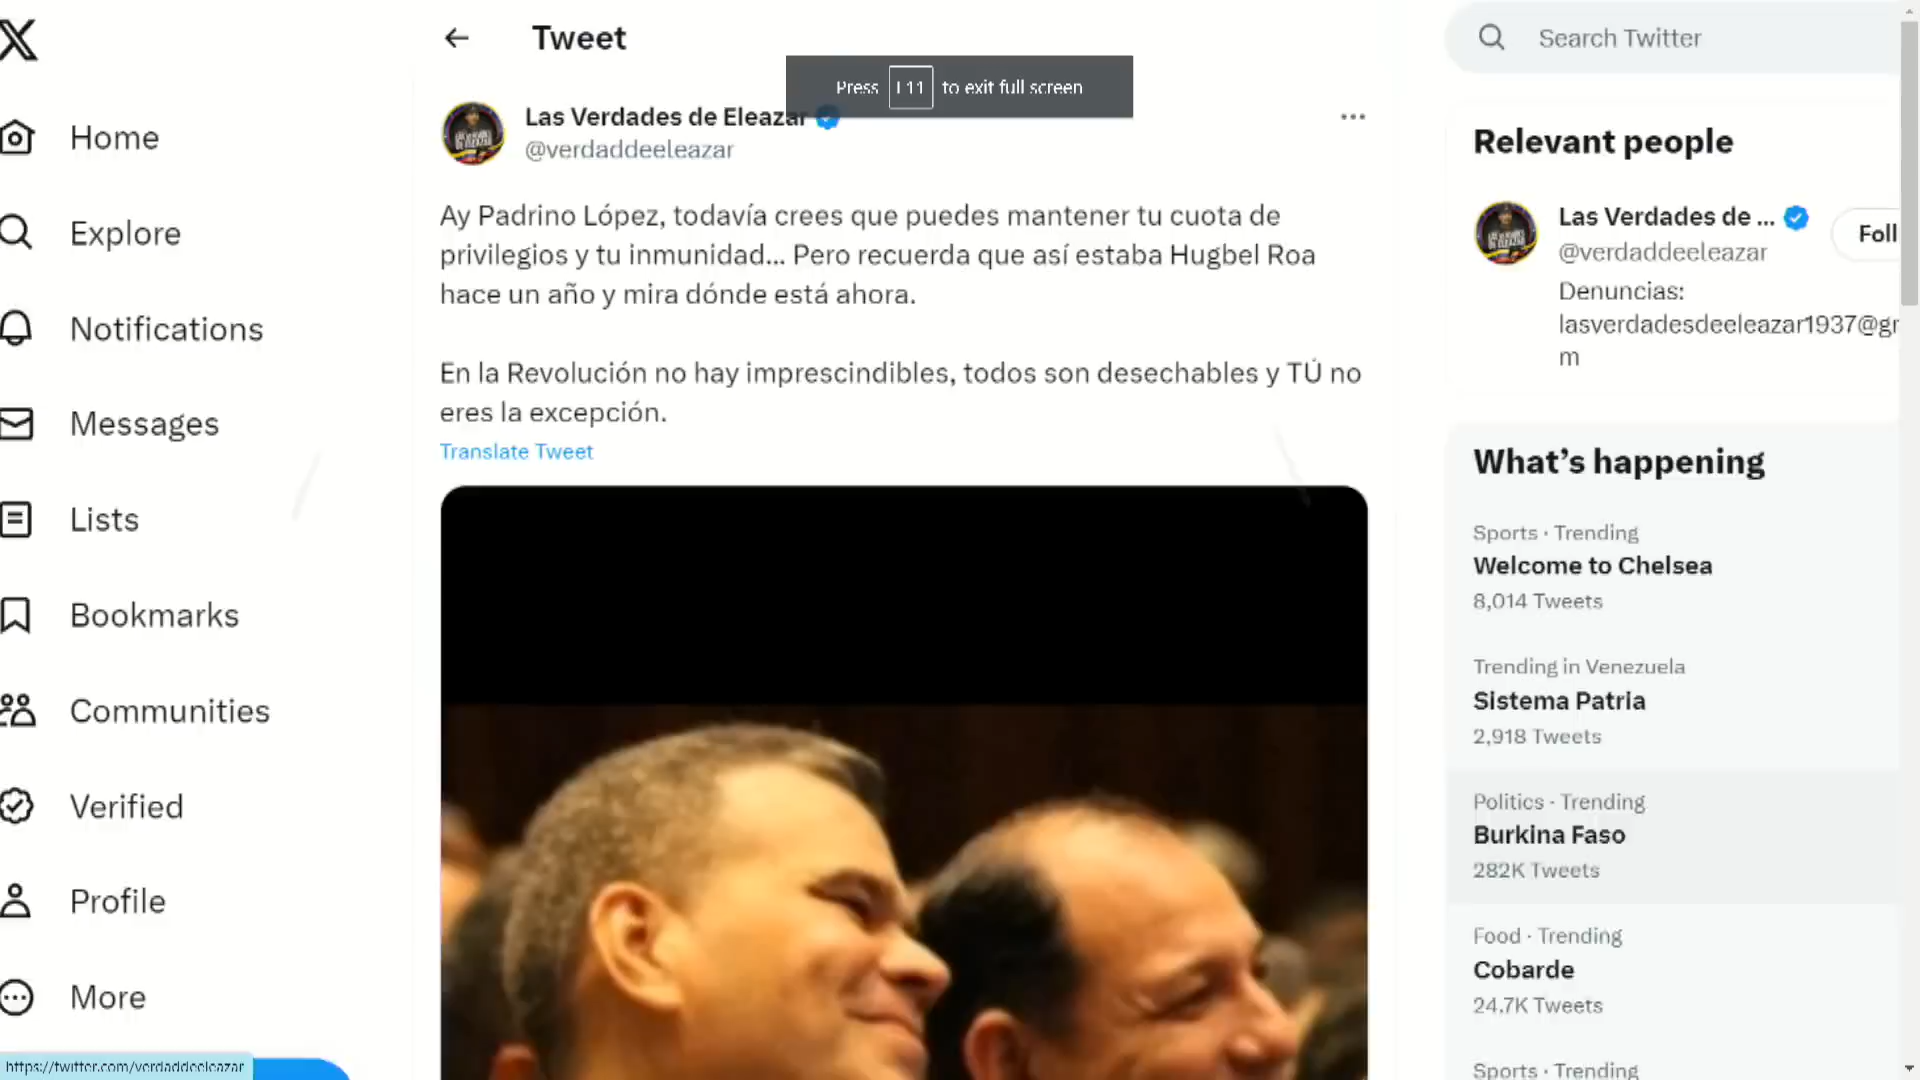 Tweet
Search Twitter
Press F11 to exit full screen
Las Verdades de Eleazar
@verdaddeeleazar
Ay Padrino López, todavía crees que puedes mantener tu cuota de
privilegios y tu inmunidad... Pero recuerda que así estaba Hugbel Roa
hace un año y mira dónde está ahora.
En la Revolución no hay imprescindibles, todos son desechables y TÚ no
eres la excepción.
Translate Tweet
Home
Explore
Notifications
Messages
Lists
Bookmarks
Communities
Verified
Profile
More
Relevant people
Las Verdades de ...
@verdaddeeleazar
Foll
Denuncias:
lasverdadesdeeleazar1937@gr
m
What's happening
Sports · Trending
Welcome to Chelsea
8,014 Tweets
Trending in Venezuela
Sistema Patria
2,918 Tweets
Politics · Trending
Burkina Faso
282K Tweets
Food · Trending
Cobarde
24.7K Tweets
Sports · Trending
https://twitter.com/verdaddeeleazar